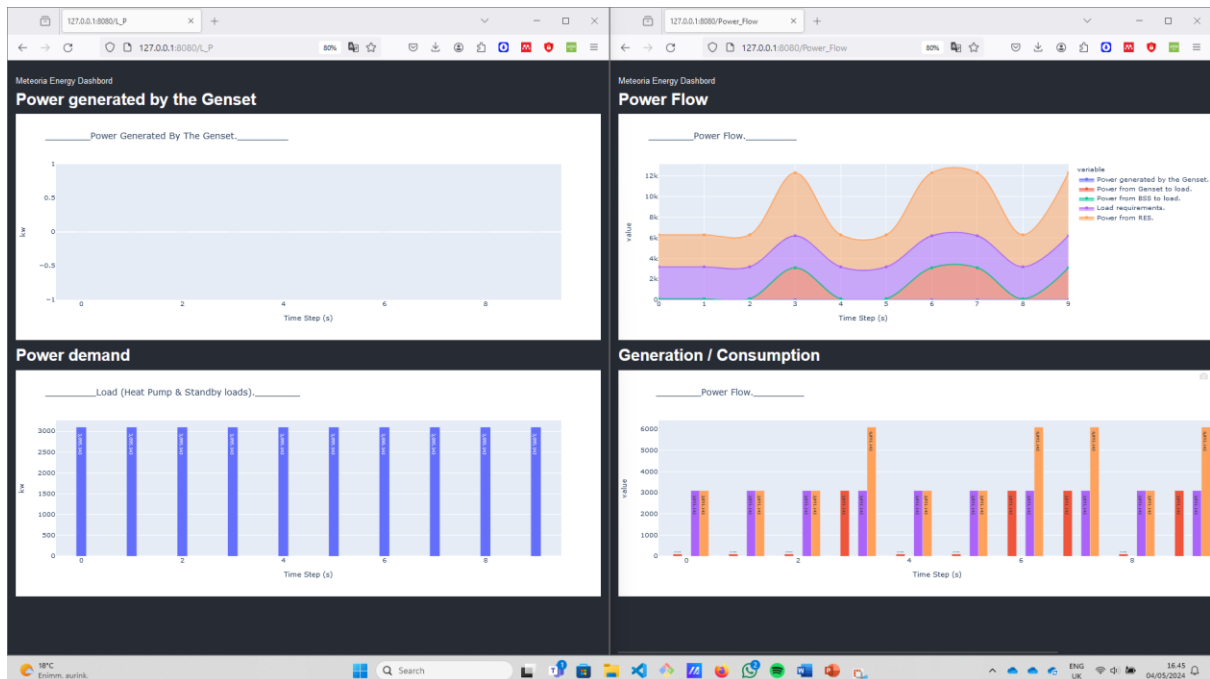 127.0.0.1:8080/L_P
127.0.0.1:8080/L_P
80%
Meteoria Energy Dashbord
Power generated by the Genset
_________Power Generated By The Genset.__________
1
0.5
0
−0.5
−1
kw
0 2 4 6 8
Time Step (s)
Power demand
__________Load (Heat Pump & Standby loads)._________
3000
2500
2000
1500
1000
500
0
kw
0 2 4 6 8
Time Step (s)
127.0.0.1:8080/Power_Flow
127.0.0.1:8080/Power_Flow
80%
Meteoria Energy Dashbord
Power Flow
_________Power Flow.__________
12k
10k
8k
6k
4k
2k
0
value
0 1 2 3 4 5 6 7 8 9
Time Step (s)
variable
Power generated by the Genset.
Power from Genset to load.
Power from BSS to load.
Load requirements.
Power from RES.
Generation / Consumption
_________Power Flow.__________
6000
5000
4000
3000
2000
1000
0
value
0 2 4 6 8
Time Step (s)
18°C
Enimm. aurink.
Search
ENG
UK
16.45
04/05/2024